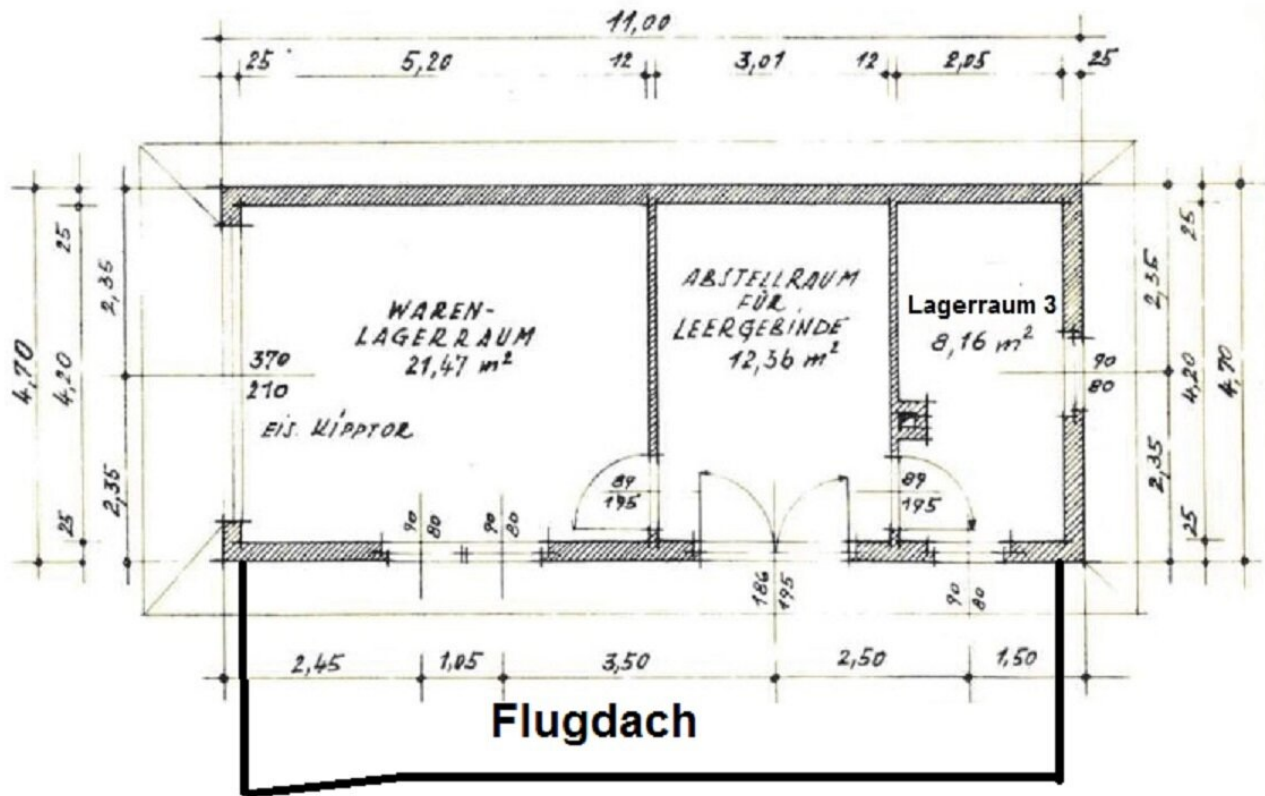 11,00
25 5,20 12 3,01 12 2,05 25
4,70
4,20
25
25
2,35
2,35
WAREN-
LAGERRAUM
21,47 m²
370
210
EIS. KIPPTOR
ABSTELLRAUM
FÜR
LEERGEBINDE
12,36 m²
Lagerraum 3
8,16 m²
90
80
89
195
89
195
90
80
90
80
186
195
90
80
2,35
2,35
25
4,20
25
4,70
2,45 1,05 3,50 2,50 1,50
Flugdach